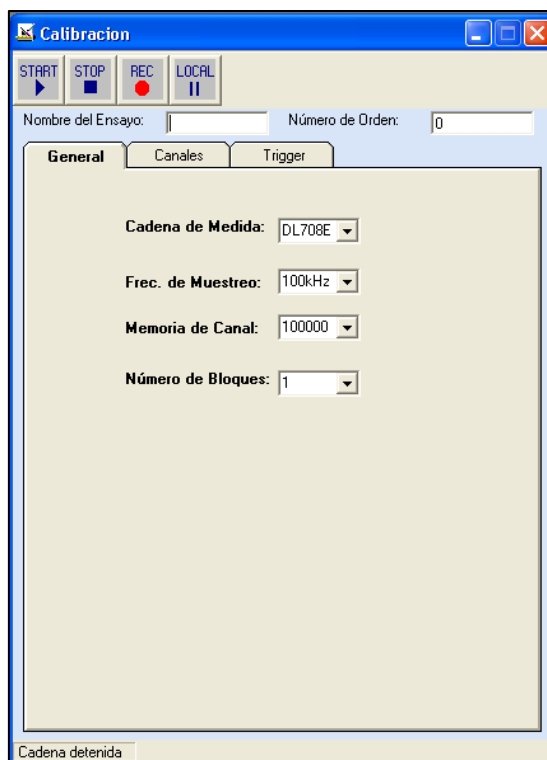 Calibracion
START STOP REC LOCAL
Nombre del Ensayo: Número de Orden: 0
General Canales Trigger
Cadena de Medida: DL708E
Frec. de Muestreo: 100kHz
Memoria de Canal: 100000
Número de Bloques: 1
Cadena detenida